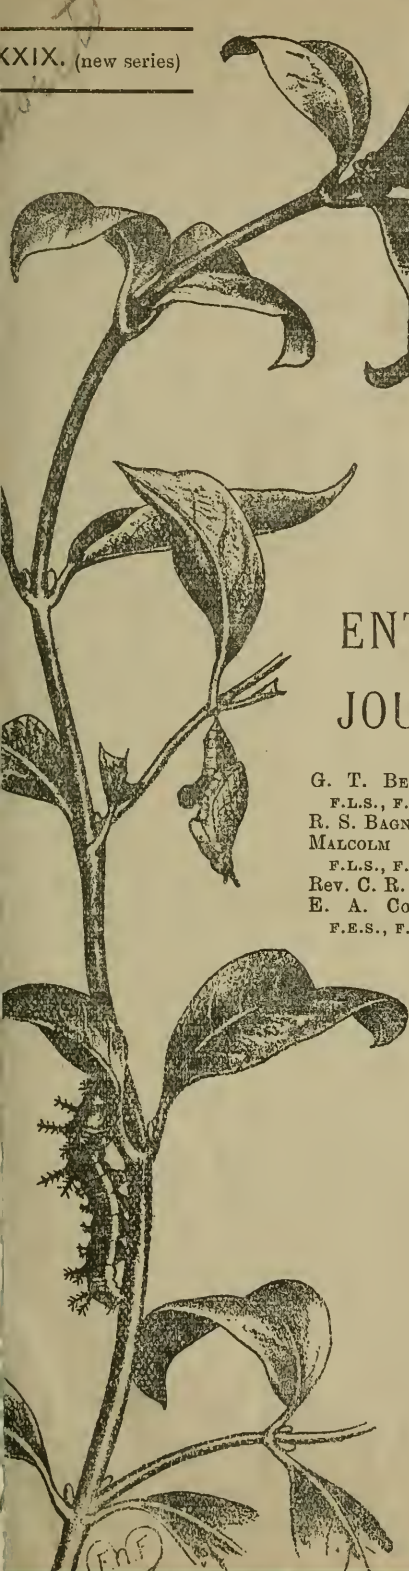 XXIX. (new series)
ENT
JOU
G. T. BE
F.L.S., F.
R. S. BAGN
MALCOLM
F.L.S., F.
Rev. C. R.
E. A. Co
F.E.S., F.
F.N.F